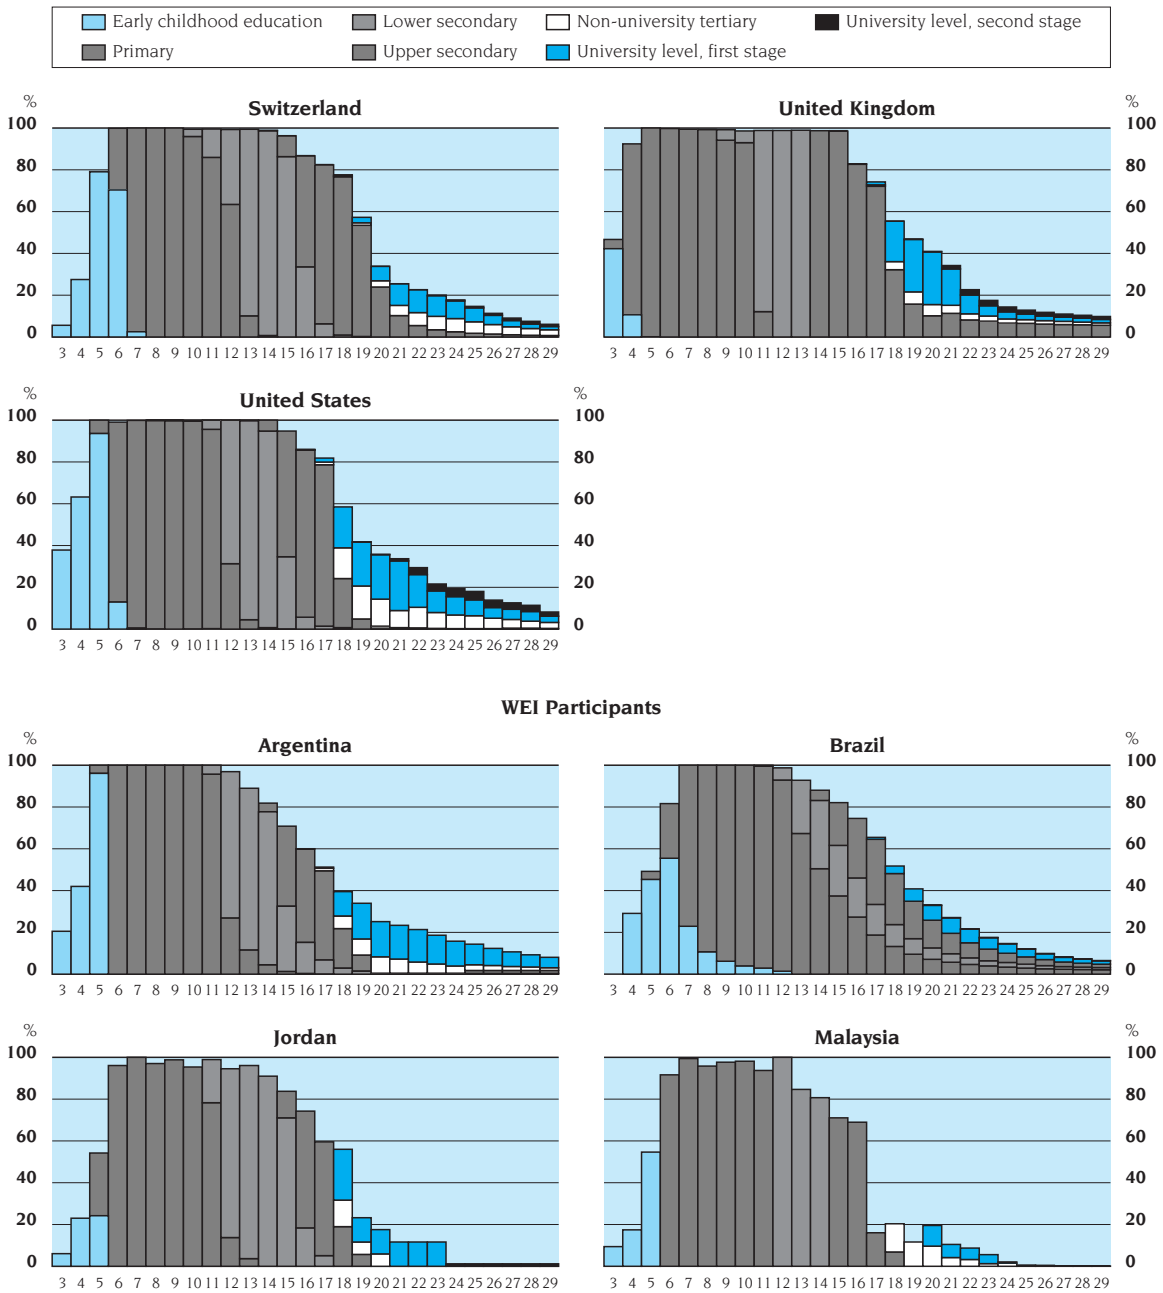 Early childhood education Lower secondary Non-university tertiary University level, second stage
Primary Upper secondary University level, first stage
% Switzerland United Kingdom %
100 100
80 80
60 60
40 40
20 20
0 0
3 4 5 6 7 8 9 10 11 12 13 14 15 16 17 18 19 20 21 22 23 24 25 26 27 28 29 3 4 5 6 7 8 9 10 11 12 13 14 15 16 17 18 19 20 21 22 23 24 25 26 27 28 29
% United States %
100 100
80 80
60 60
40 40
20 20
0 0
3 4 5 6 7 8 9 10 11 12 13 14 15 16 17 18 19 20 21 22 23 24 25 26 27 28 29
WEI Participants
% Argentina Brazil %
100 100
80 80
60 60
40 40
20 20
0 0
3 4 5 6 7 8 9 10 11 12 13 14 15 16 17 18 19 20 21 22 23 24 25 26 27 28 29 3 4 5 6 7 8 9 10 11 12 13 14 15 16 17 18 19 20 21 22 23 24 25 26 27 28 29
% Jordan Malaysia %
100 100
80 80
60 60
40 40
20 20
0 0
3 4 5 6 7 8 9 10 11 12 13 14 15 16 17 18 19 20 21 22 23 24 25 26 27 28 29 3 4 5 6 7 8 9 10 11 12 13 14 15 16 17 18 19 20 21 22 23 24 25 26 27 28 29